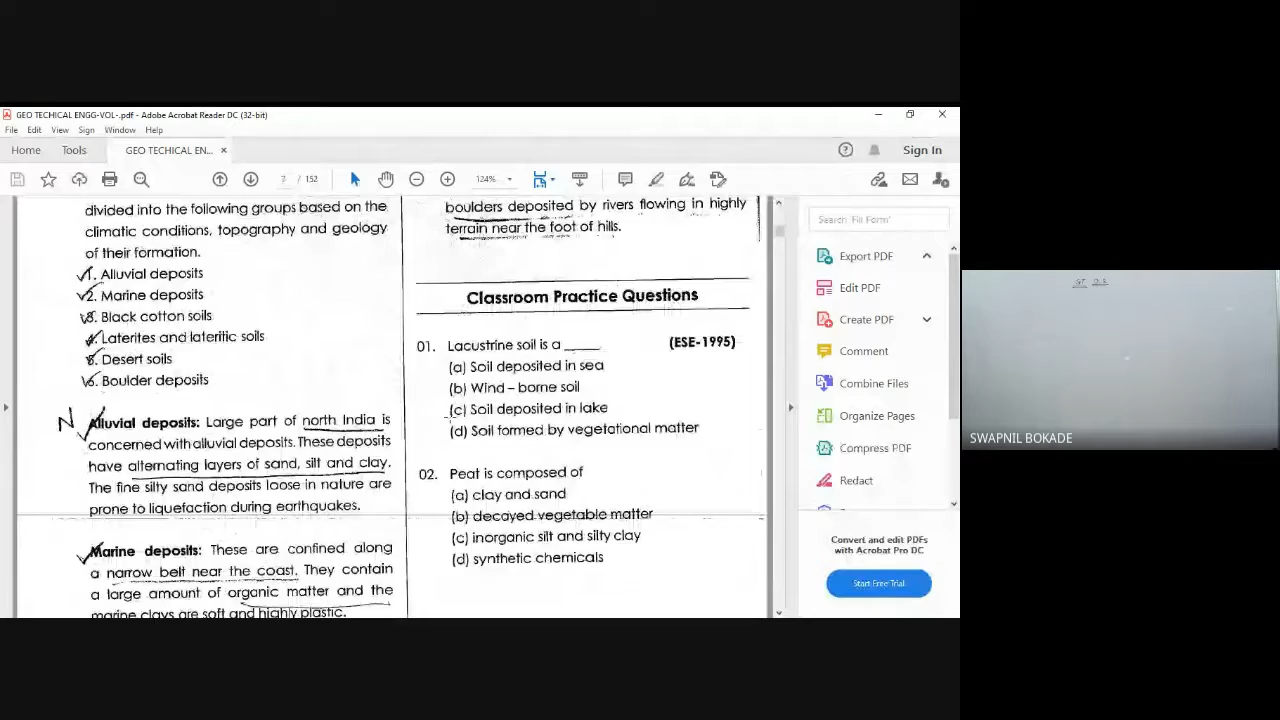 GEO TECHICAL ENGG-VOL-.pdf - Adobe Acrobat Reader DC (32-bit)
File Edit View Sign Window Help
Home Tools GEO TECHICAL EN... × Sign In
7 / 152 124%
divided into the following groups based on the
climatic conditions, topography and geology
of their formation.
1. Alluvial deposits
2. Marine deposits
3. Black cotton soils
4. Laterites and lateritic soils
5. Desert soils
6. Boulder deposits
N Alluvial deposits: Large part of north India is
concerned with alluvial deposits. These deposits
have alternating layers of sand, silt and clay.
The fine silty sand deposits loose in nature are
prone to liquefaction during earthquakes.
Marine deposits: These are confined along
a narrow belt near the coast. They contain
a large amount of organic matter and the
marine clays are soft and highly plastic.
boulders deposited by rivers flowing in highly
terrain near the foot of hills.
Classroom Practice Questions
01. Lacustrine soil is a ____ (ESE-1995)
(a) Soil deposited in sea
(b) Wind – borne soil
(c) Soil deposited in lake
(d) Soil formed by vegetational matter
02. Peat is composed of
(a) clay and sand
(b) decayed vegetable matter
(c) inorganic silt and silty clay
(d) synthetic chemicals
Search 'Fill Form'
Export PDF
Edit PDF
Create PDF
Comment
Combine Files
Organize Pages
Compress PDF
Redact
Convert and edit PDFs
with Acrobat Pro DC
Start Free Trial
SWAPNIL BOKADE